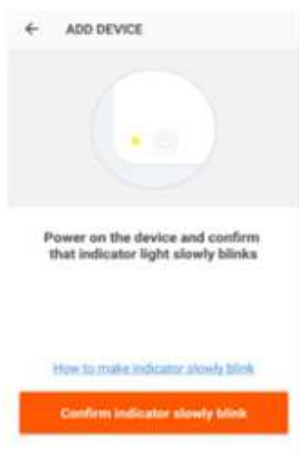 ADD DEVICE
Power on the device and confirm
that indicator light slowly blinks
How to make indicator slowly blink
Confirm indicator slowly blink